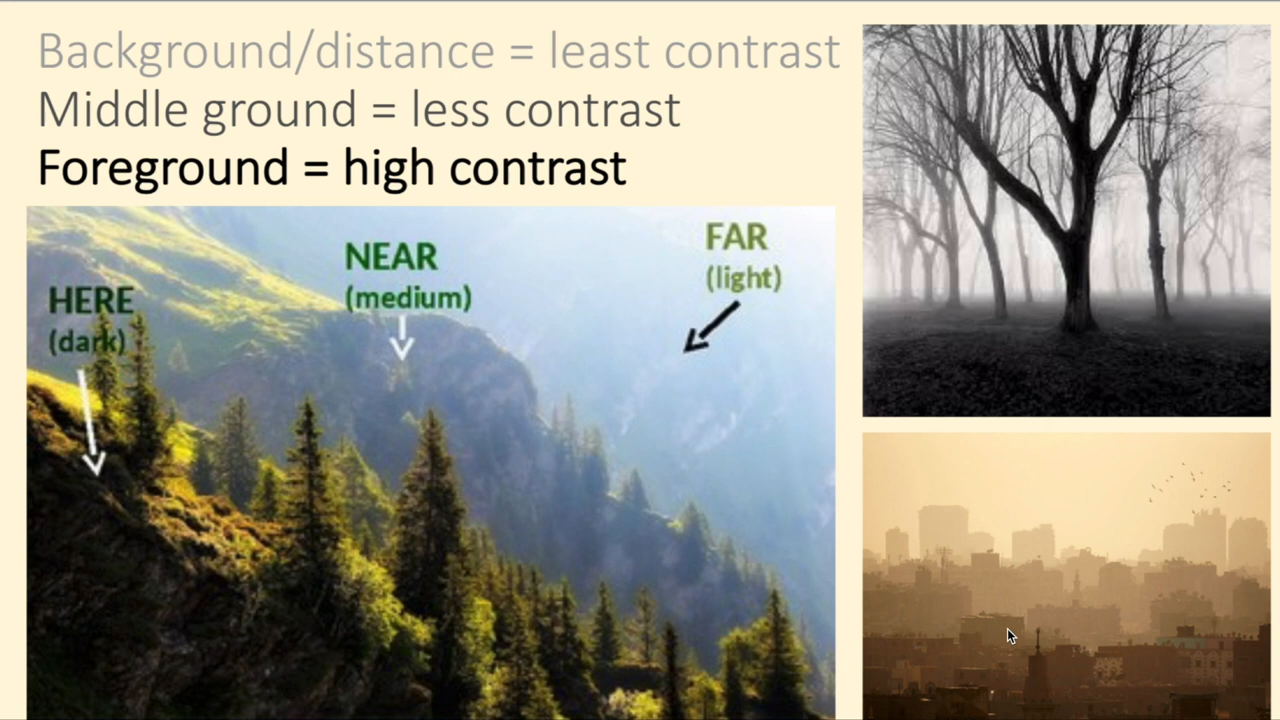 Background/distance = least contrast
Middle ground = less contrast
Foreground = high contrast
HERE
(dark)
NEAR
(medium)
FAR
(light)